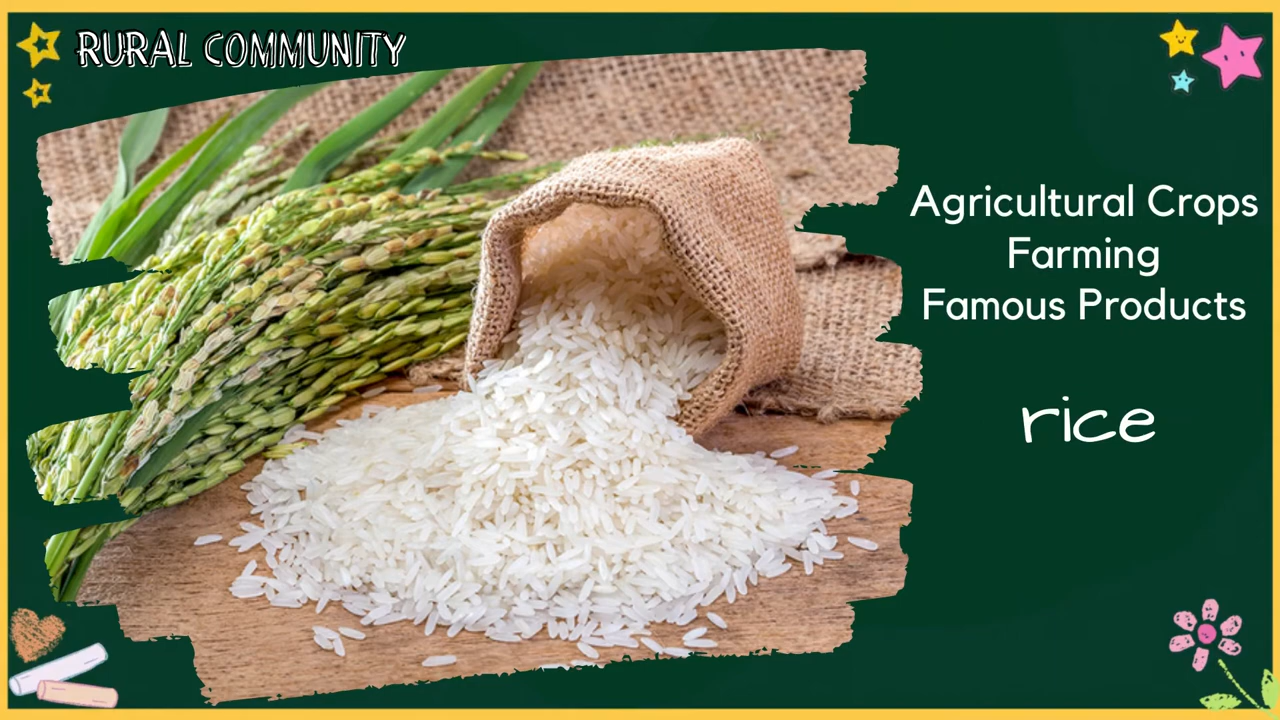 RURAL COMMUNITY
Agricultural Crops
Farming
Famous Products
rice